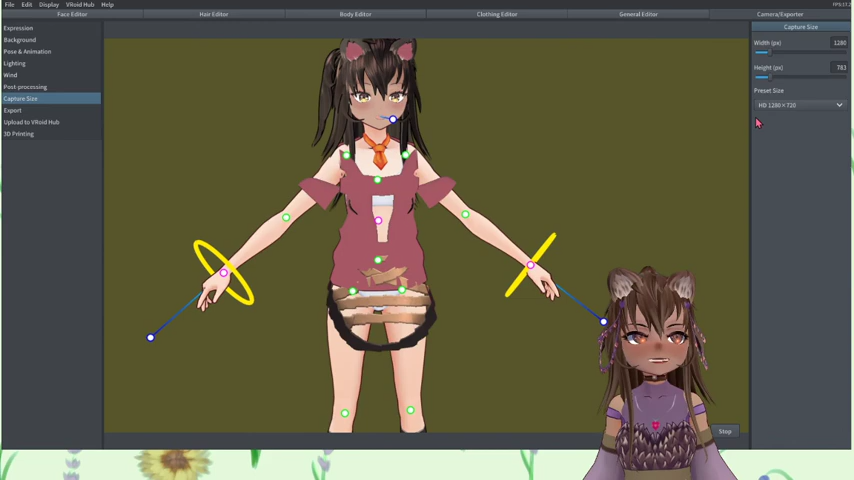 File Edit Display VRoid Hub Help
Face Editor Hair Editor Body Editor Clothing Editor General Editor Camera/Exporter
Expression
Background
Pose & Animation
Lighting
Wind
Post-processing
Capture Size
Export
Upload to VRoid Hub
3D Printing
Capture Size
Width (px) 1280
Height (px) 783
Preset Size
HD 1280 × 720
Stop